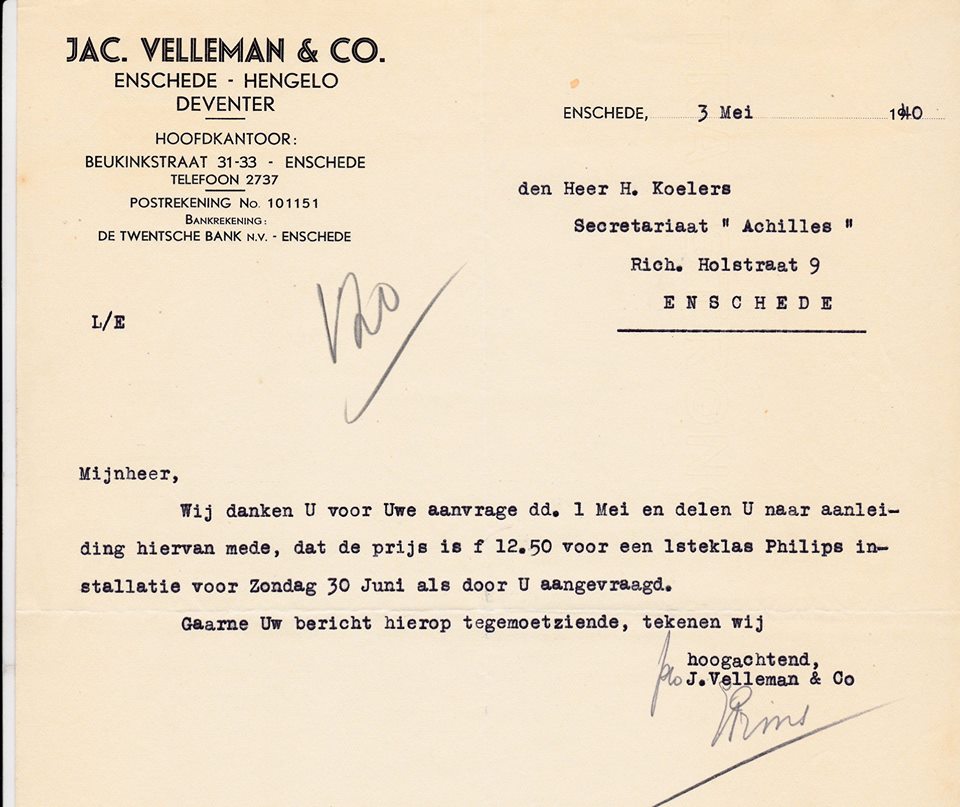 JAC. VELLEMAN & CO.
ENSCHEDE - HENGELO
DEVENTER
HOOFDKANTOOR:
BEUKINKSTRAAT 31-33 - ENSCHEDE
TELEFOON 2737
POSTREKENING No. 101151
BANKREKENING:
DE TWENTSCHE BANK N.V. - ENSCHEDE
ENSCHEDE, 3 Mei 1940
den Heer H. Koelers
Secretariaat " Achilles "
Rich. Holstraat 9
ENSCHEDE
L/E
Mijnheer,
Wij danken U voor Uwe aanvrage dd. 1 Mei en delen U naar aanlei-
ding hiervan mede, dat de prijs is f 12.50 voor een 1steklas Philips in-
stallatie voor Zondag 30 Juni als door U aangevraagd.
Gaarne Uw bericht hierop tegemoetziende, tekenen wij
hoogachtend,
J.Velleman & Co